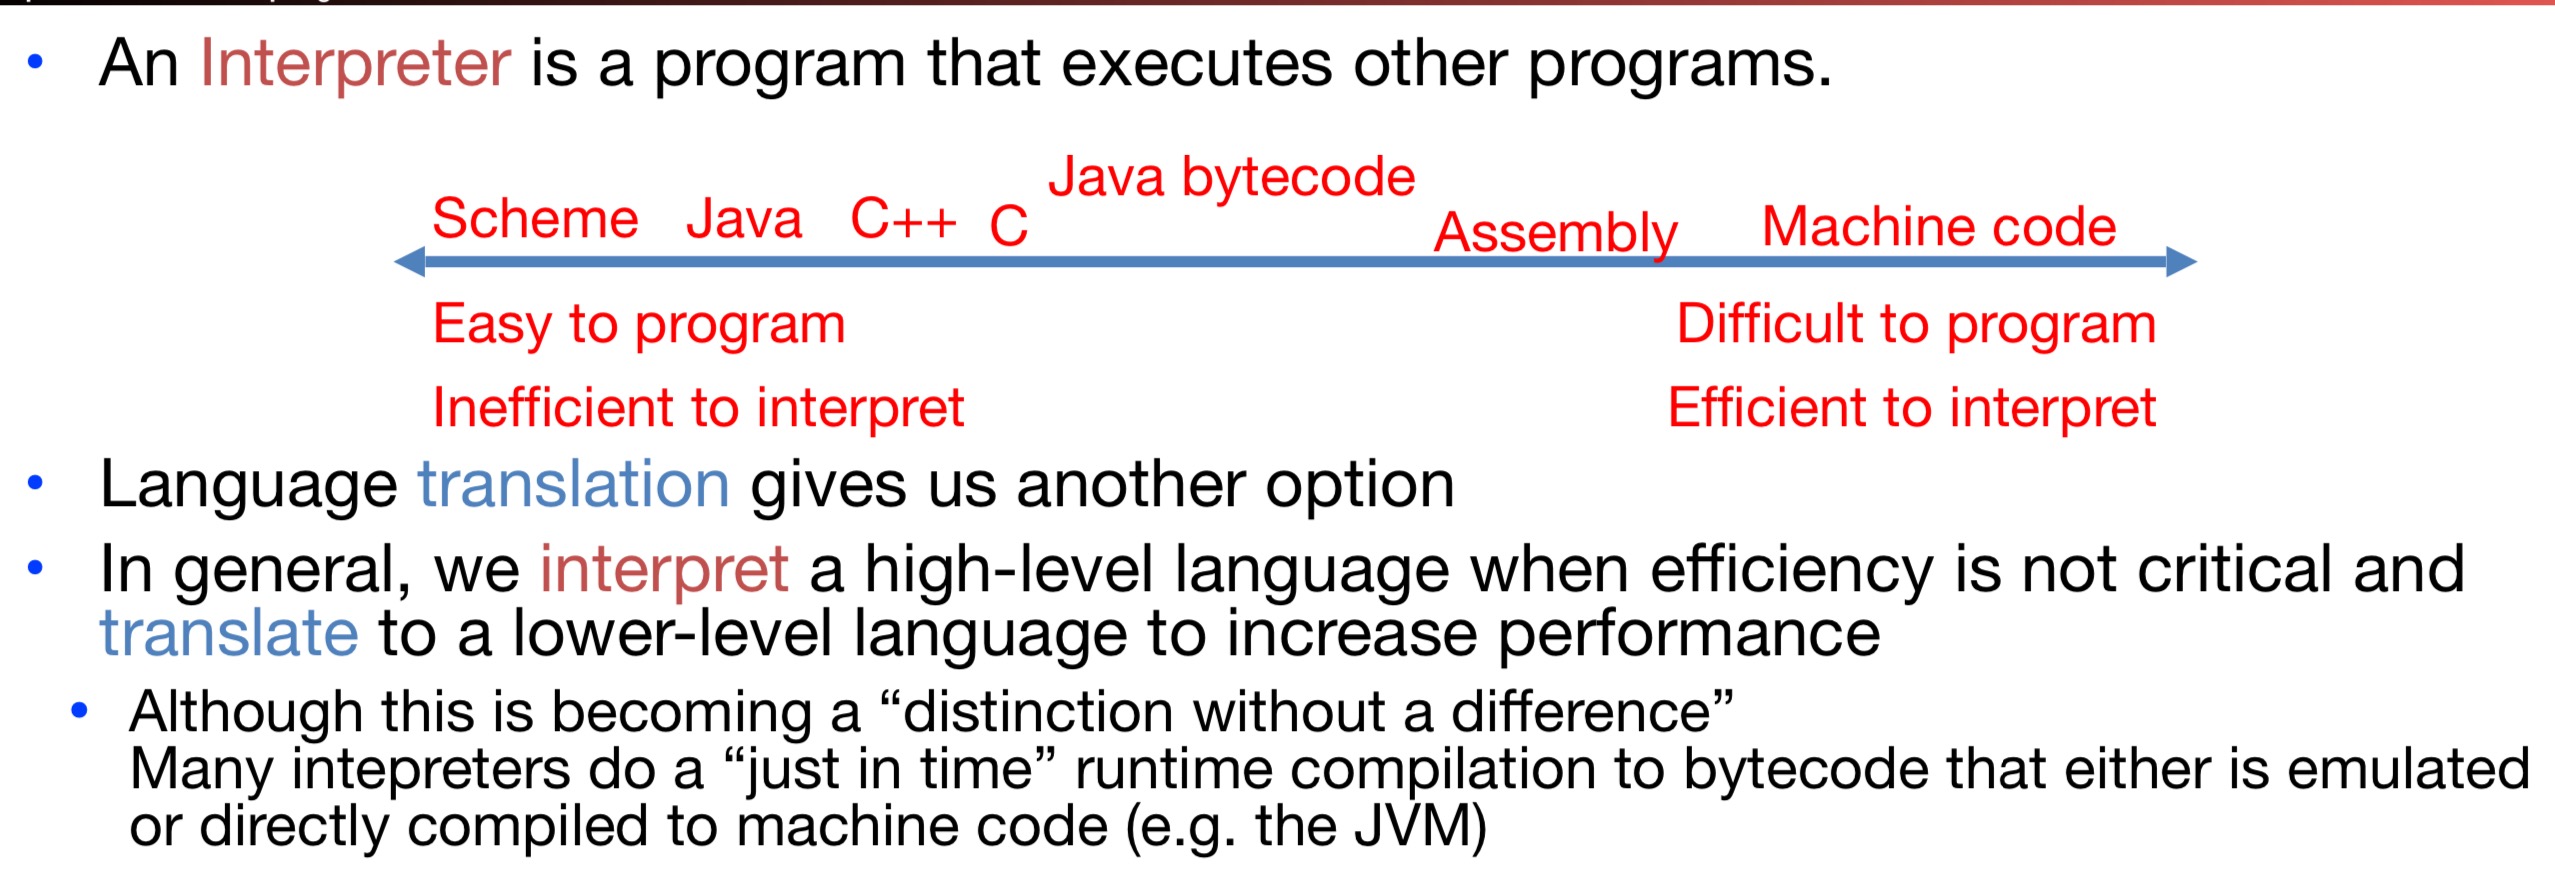 An Interpreter is a program that executes other programs.
Java bytecode
Scheme Java C++ C
Assembly Machine code
Easy to program Difficult to program
Inefficient to interpret Efficient to interpret
Language translation gives us another option
In general, we interpret a high-level language when efficiency is not critical and
translate to a lower-level language to increase performance
Although this is becoming a “distinction without a difference”
Many intepreters do a “just in time” runtime compilation to bytecode that either is emulated
or directly compiled to machine code (e.g. the JVM)